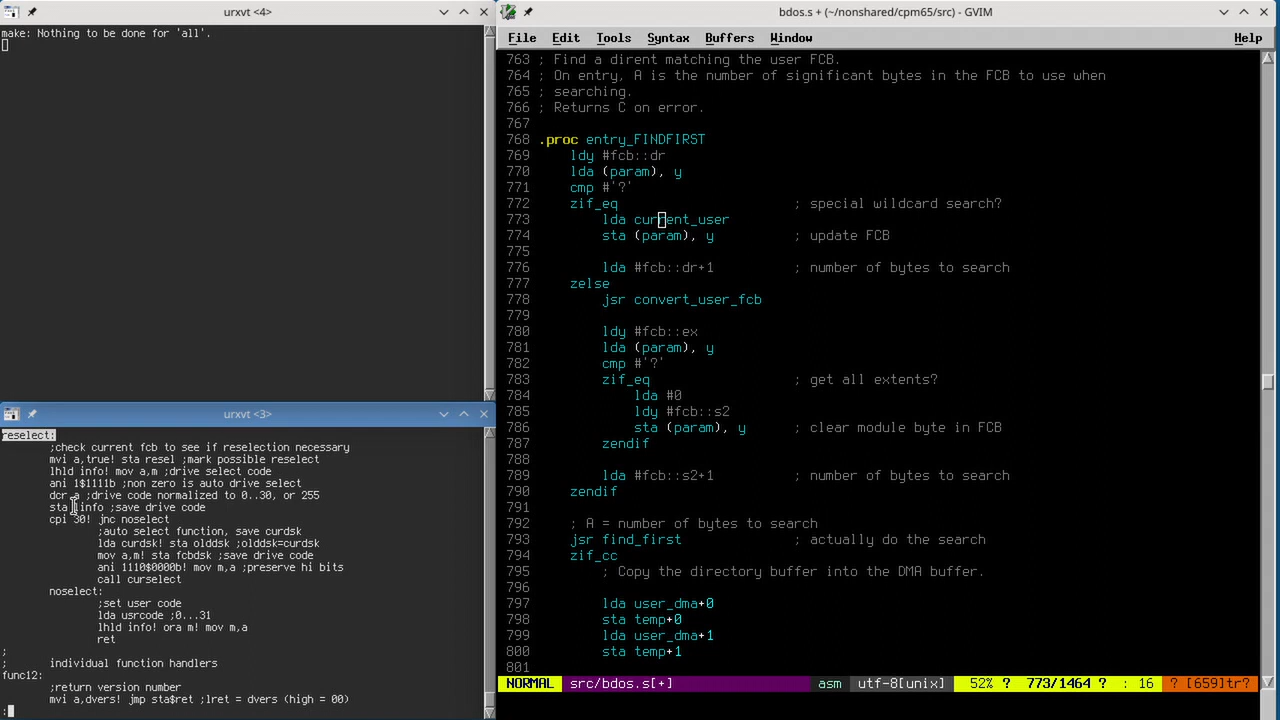 urxvt <4>
make: Nothing to be done for 'all'.
urxvt <3>
reselect:
;check current fcb to see if reselection necessary
mvi a,true! sta resel ;mark possible reselect
lhld info! mov a,m ;drive select code
ani 1$1111b ;non zero is auto drive select
dcr a ;drive code normalized to 0..30, or 255
sta linfo ;save drive code
cpi 30! jnc noselect
;auto select function, save curdsk
lda curdsk! sta olddsk ;olddsk=curdsk
mov a,m! sta fcbdsk ;save drive code
ani 1110$0000b! mov m,a ;preserve hi bits
call curselect
noselect:
;set user code
lda usrcode ;0...31
lhld info! ora m! mov m,a
ret
;
; individual function handlers
func12:
;return version number
mvi a,dvers! jmp sta$ret ;lret = dvers (high = 00)
:
bdos.s + (~/nonshared/cpm65/src) - GVIM
File Edit Tools Syntax Buffers Window Help
763 ; Find a dirent matching the user FCB.
764 ; On entry, A is the number of significant bytes in the FCB to use when
765 ; searching.
766 ; Returns C on error.
767
768 .proc entry_FINDFIRST
769 ldy #fcb::dr
770 lda (param), y
771 cmp #'?'
772 zif_eq ; special wildcard search?
773 lda current_user
774 sta (param), y ; update FCB
775
776 lda #fcb::dr+1 ; number of bytes to search
777 zelse
778 jsr convert_user_fcb
779
780 ldy #fcb::ex
781 lda (param), y
782 cmp #'?'
783 zif_eq ; get all extents?
784 lda #0
785 ldy #fcb::s2
786 sta (param), y ; clear module byte in FCB
787 zendif
788
789 lda #fcb::s2+1 ; number of bytes to search
790 zendif
791
792 ; A = number of bytes to search
793 jsr find_first ; actually do the search
794 zif_cc
795 ; Copy the directory buffer into the DMA buffer.
796
797 lda user_dma+0
798 sta temp+0
799 lda user_dma+1
800 sta temp+1
801
NORMAL src/bdos.s[+] asm utf-8[unix] 52% ? 773/1464 ? : 16 ? [659]tr?